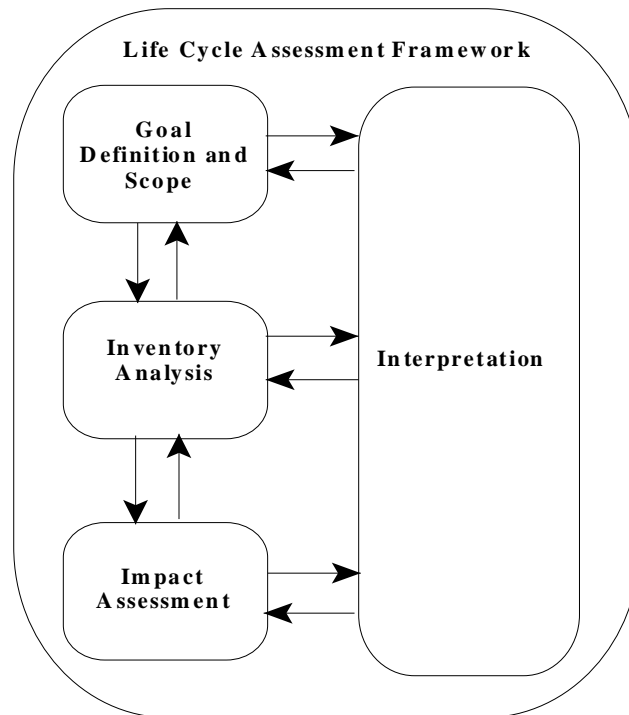 Life Cycle Assessment Framework
Goal
Definition and
Scope
Inventory
Analysis
Interpretation
Impact
Assessment